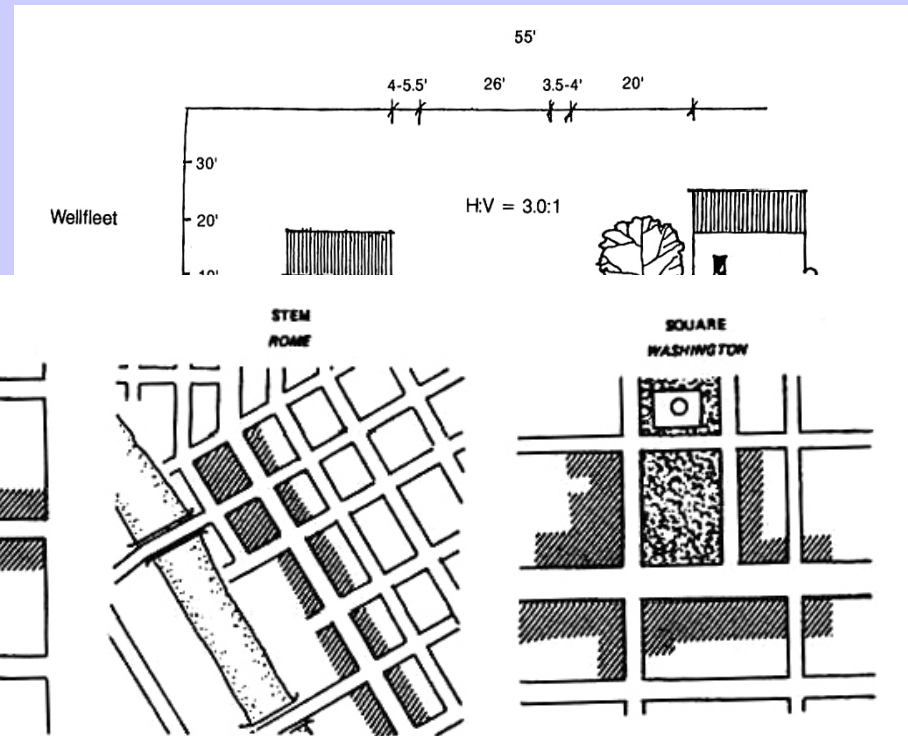 55'
4-5.5' 26' 3.5-4' 20'
30'
H:V = 3.0:1
Wellfleet
20'
10'
STEM
ROME
SQUARE
WASHINGTON